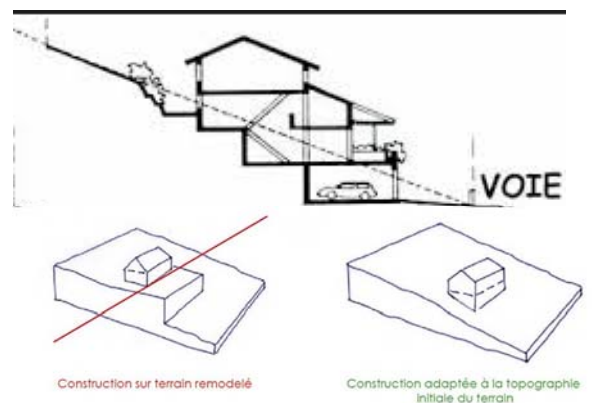 VOIE
Construction sur terrain remodelé
Construction adaptée à la topographie
initiale du terrain